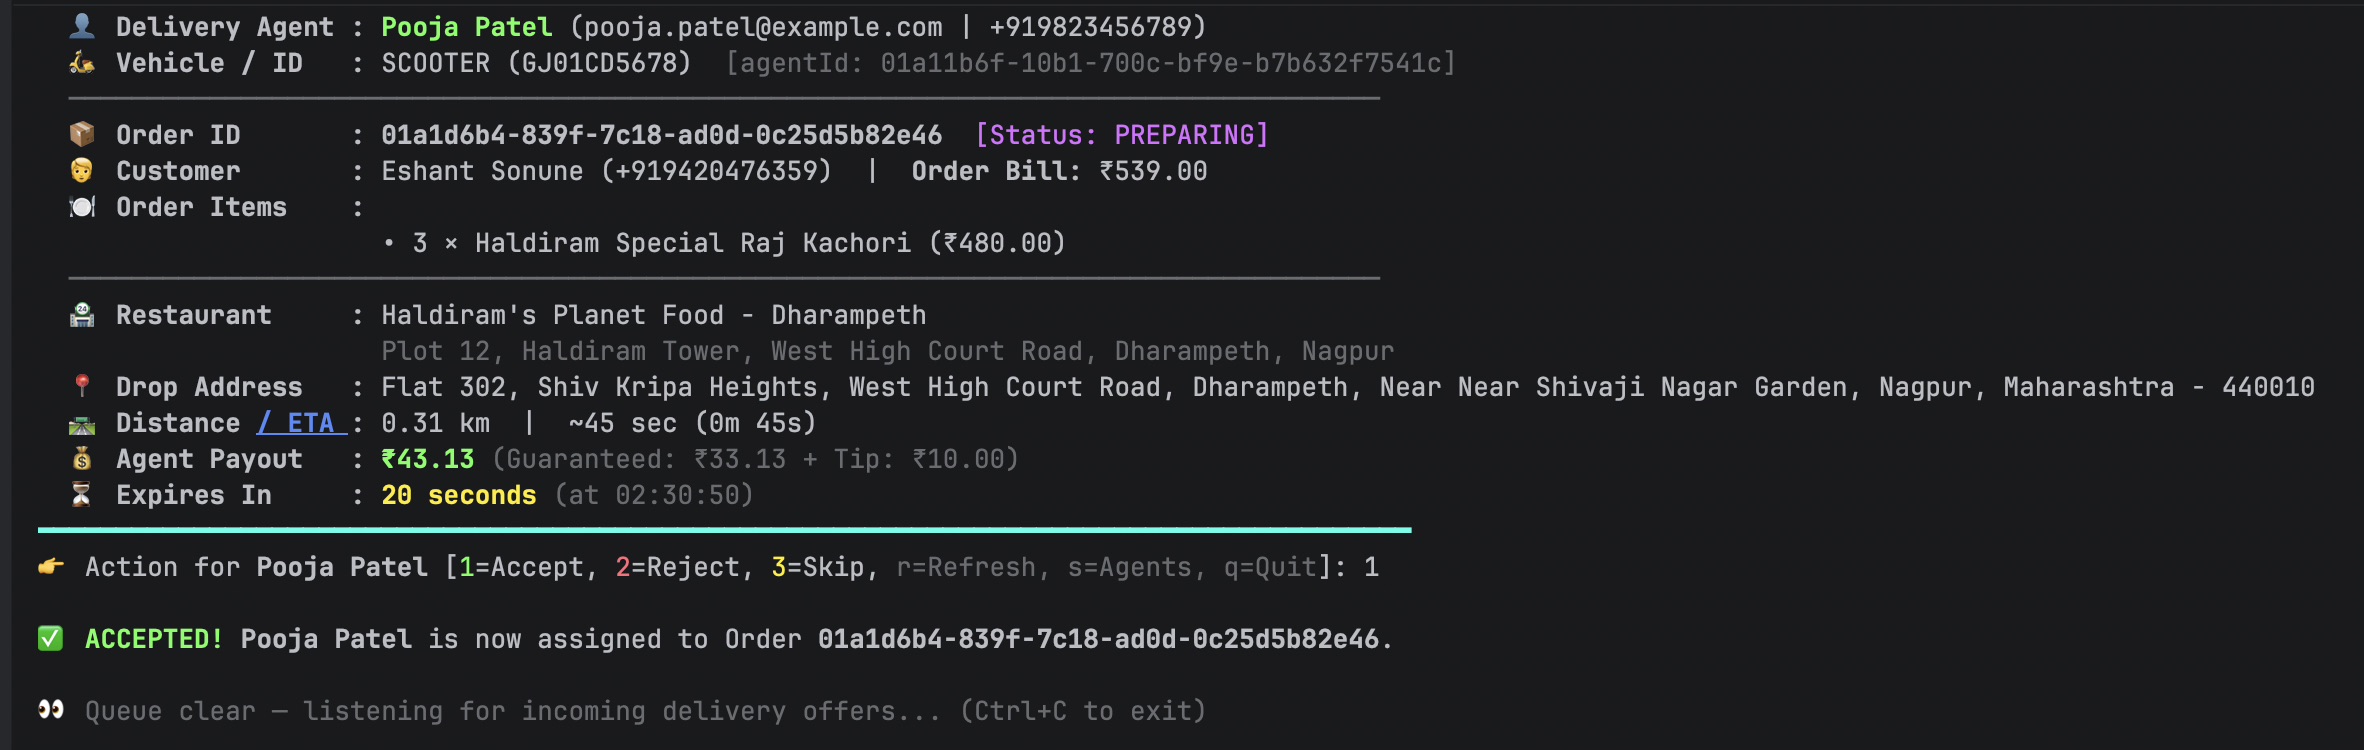 Delivery Agent : Pooja Patel (pooja.patel@example.com | +919823456789)
Vehicle / ID : SCOOTER (GJ01CD5678) [agentId: 01a11b6f-10b1-700c-bf9e-b7b632f7541c]
Order ID : 01a1d6b4-839f-7c18-ad0d-0c25d5b82e46 [Status: PREPARING]
Customer : Eshant Sonune (+919420476359) | Order Bill: ₹539.00
Order Items :
• 3 × Haldiram Special Raj Kachori (₹480.00)
Restaurant : Haldiram's Planet Food - Dharampeth
Plot 12, Haldiram Tower, West High Court Road, Dharampeth, Nagpur
Drop Address : Flat 302, Shiv Kripa Heights, West High Court Road, Dharampeth, Near Near Shivaji Nagar Garden, Nagpur, Maharashtra - 440010
Distance / ETA : 0.31 km | ~45 sec (0m 45s)
Agent Payout : ₹43.13 (Guaranteed: ₹33.13 + Tip: ₹10.00)
Expires In : 20 seconds (at 02:30:50)
Action for Pooja Patel [1=Accept, 2=Reject, 3=Skip, r=Refresh, s=Agents, q=Quit]: 1
ACCEPTED! Pooja Patel is now assigned to Order 01a1d6b4-839f-7c18-ad0d-0c25d5b82e46.
Queue clear — listening for incoming delivery offers... (Ctrl+C to exit)